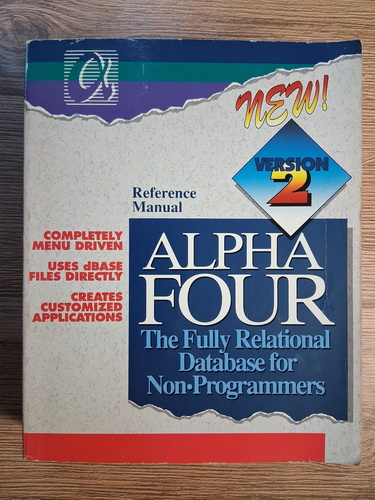 NEW!
VERSION
2
Reference
Manual
COMPLETELY
MENU DRIVEN
USES dBASE
FILES DIRECTLY
CREATES
CUSTOMIZED
APPLICATIONS
ALPHA
FOUR
The Fully Relational
Database for
Non•Programmers